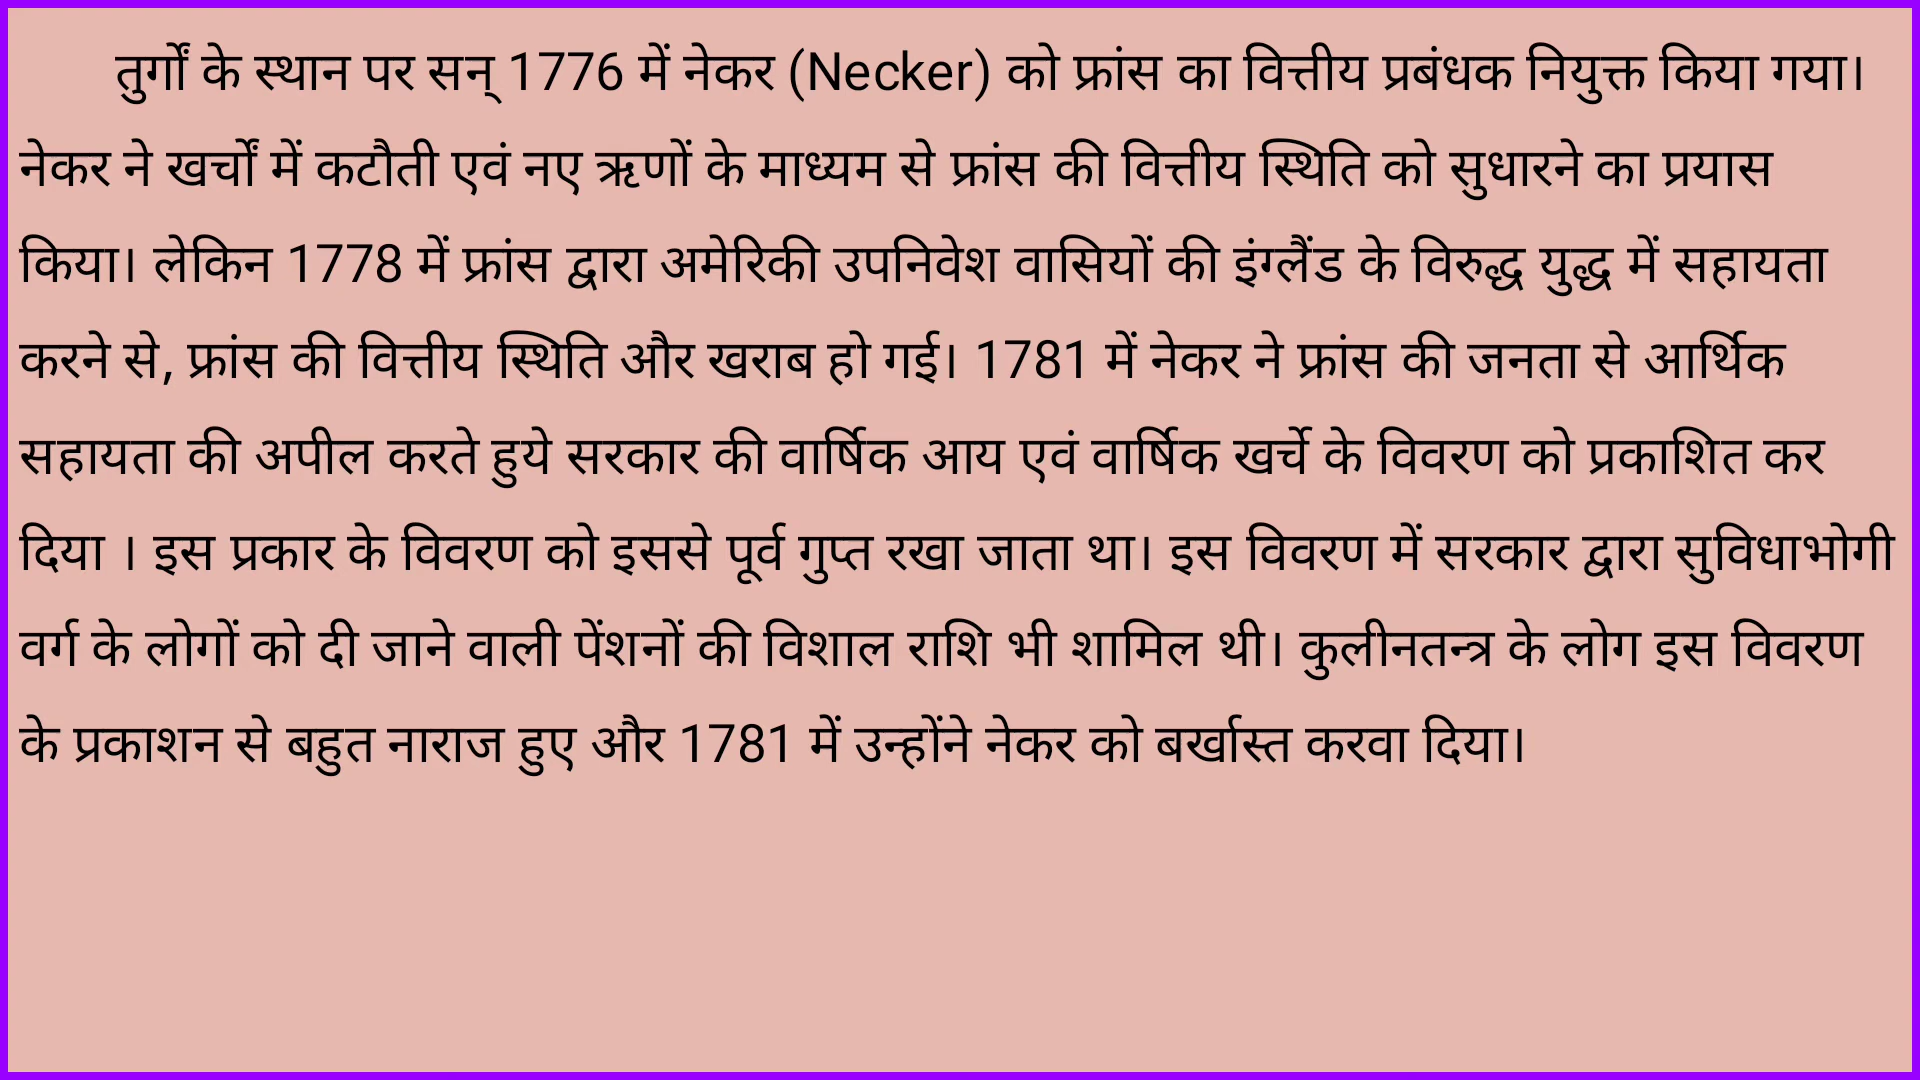 तुर्गों के स्थान पर सन् 1776 में नेकर (Necker) को फ्रांस का वित्तीय प्रबंधक नियुक्त किया गया।
नेकर ने खर्चों में कटौती एवं नए ऋणों के माध्यम से फ्रांस की वित्तीय स्थिति को सुधारने का प्रयास
किया। लेकिन 1778 में फ्रांस द्वारा अमेरिकी उपनिवेश वासियों की इंग्लैंड के विरुद्ध युद्ध में सहायता
करने से, फ्रांस की वित्तीय स्थिति और खराब हो गई। 1781 में नेकर ने फ्रांस की जनता से आर्थिक
सहायता की अपील करते हुये सरकार की वार्षिक आय एवं वार्षिक खर्चे के विवरण को प्रकाशित कर
दिया । इस प्रकार के विवरण को इससे पूर्व गुप्त रखा जाता था। इस विवरण में सरकार द्वारा सुविधाभोगी
वर्ग के लोगों को दी जाने वाली पेंशनों की विशाल राशि भी शामिल थी। कुलीनतन्त्र के लोग इस विवरण
के प्रकाशन से बहुत नाराज हुए और 1781 में उन्होंने नेकर को बर्खास्त करवा दिया।